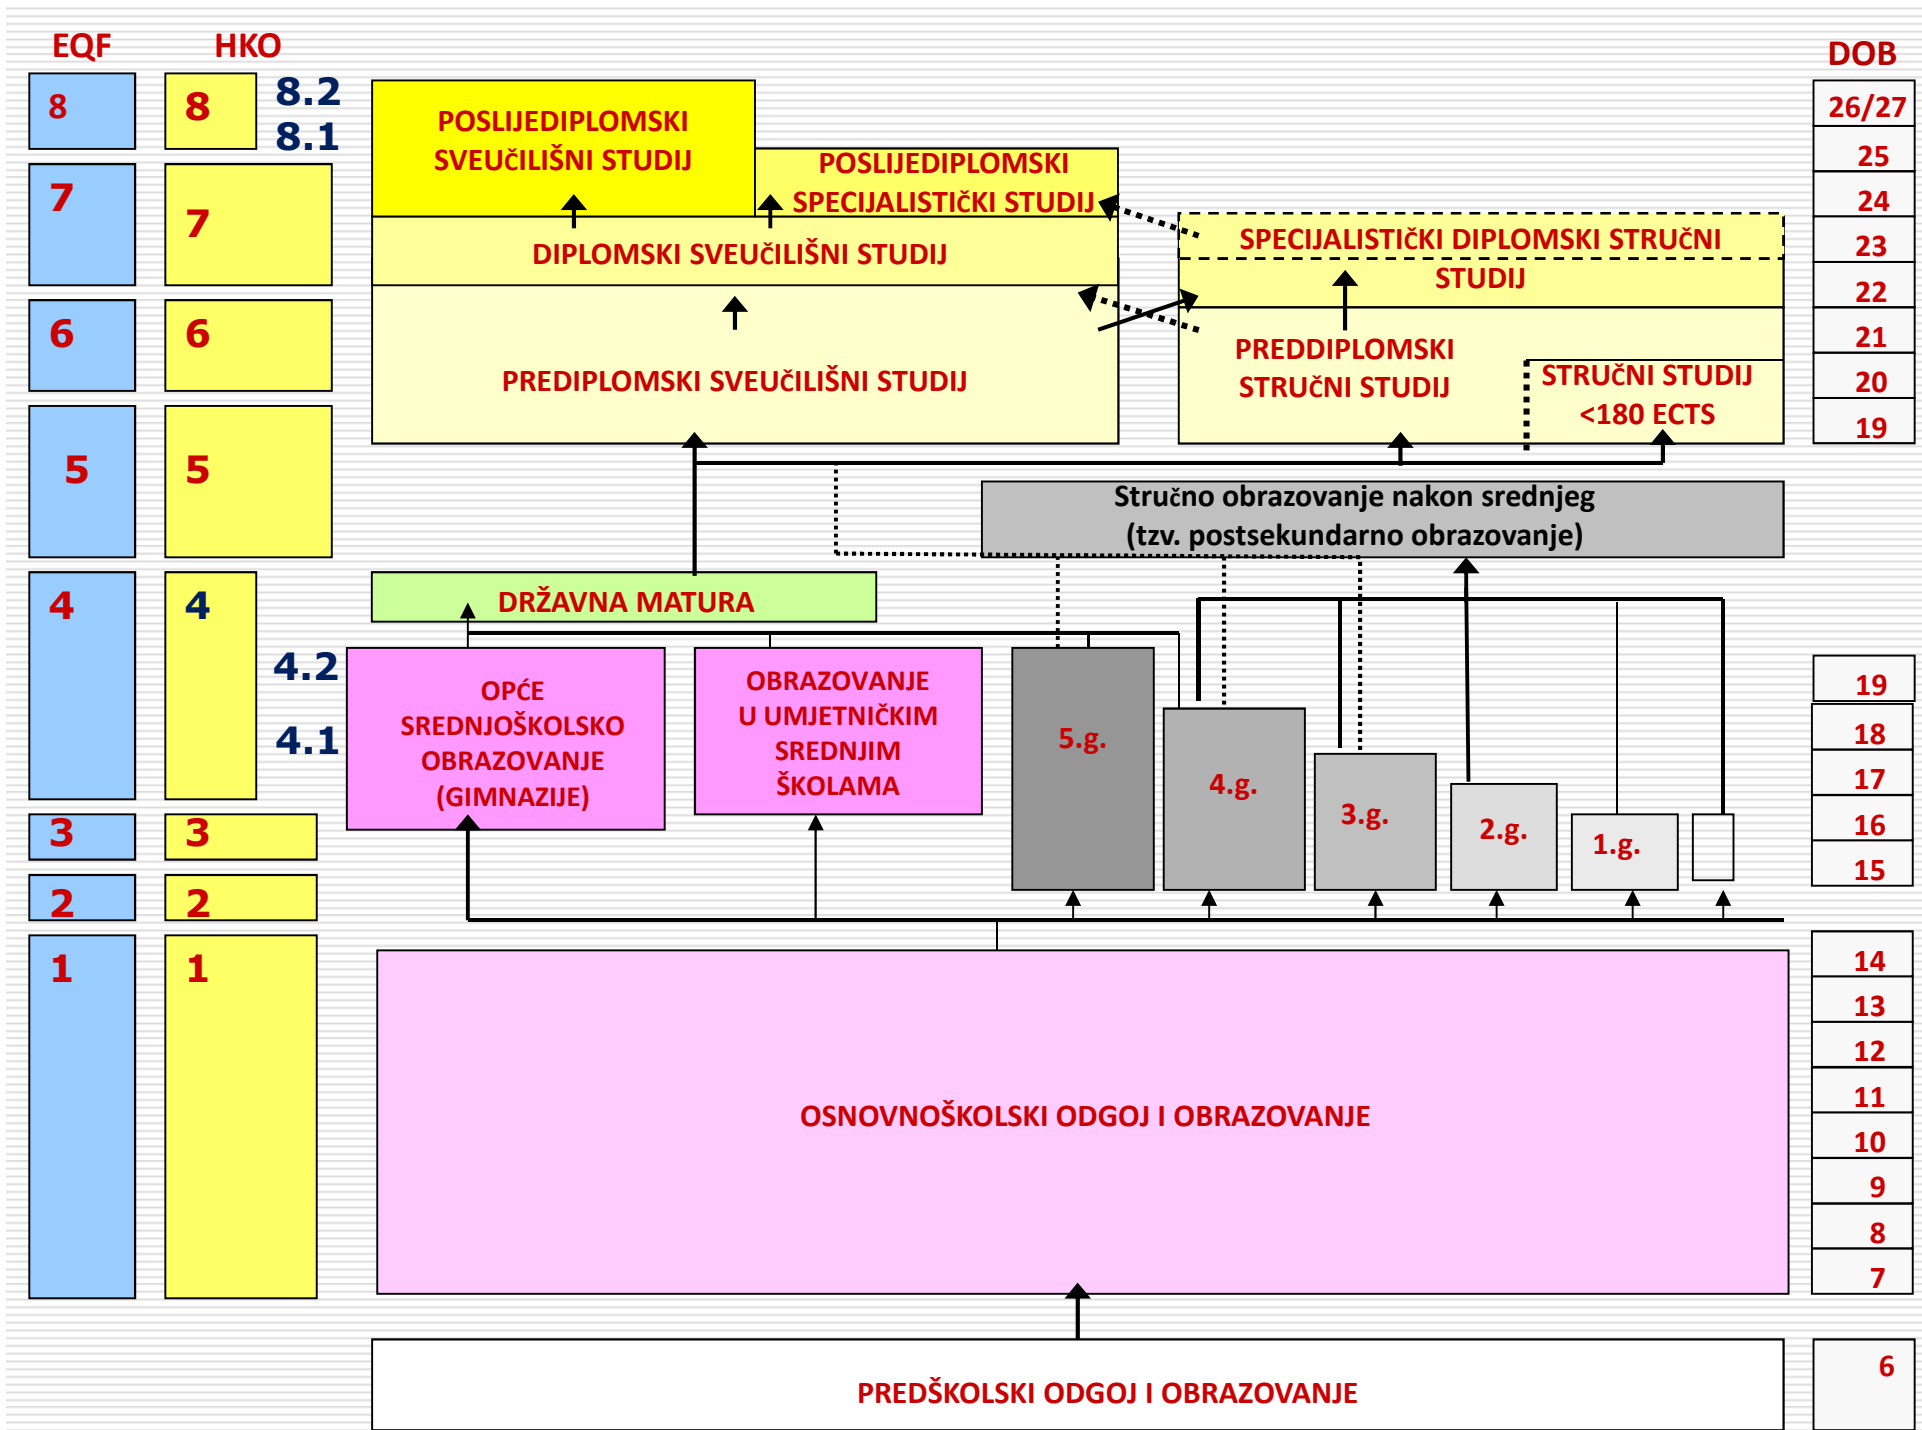 EQF
HKO
DOB
8
8
8.2
8.1
7
7
6
6
5
5
4
4
4.2
4.1
3
3
2
2
1
1
POSLIJEDIPLOMSKI
SVEUČILIŠNI STUDIJ
POSLIJEDIPLOMSKI
SPECIJALISTIČKI STUDIJ
DIPLOMSKI SVEUČILIŠNI STUDIJ
SPECIJALISTIČKI DIPLOMSKI STRUČNI
STUDIJ
PREDIPLOMSKI SVEUČILIŠNI STUDIJ
PREDDIPLOMSKI
STRUČNI STUDIJ
STRUČNI STUDIJ
<180 ECTS
Stručno obrazovanje nakon srednjeg
(tzv. postsekundarno obrazovanje)
DRŽAVNA MATURA
OPĆE
SREDNJOŠKOLSKO
OBRAZOVANJE
(GIMNAZIJE)
OBRAZOVANJE
U UMJETNIČKIM
SREDNJIM
ŠKOLAMA
5.g.
4.g.
3.g.
2.g.
1.g.
OSNOVNOŠKOLSKI ODGOJ I OBRAZOVANJE
PREDŠKOLSKI ODGOJ I OBRAZOVANJE
26/27
25
24
23
22
21
20
19
19
18
17
16
15
14
13
12
11
10
9
8
7
6